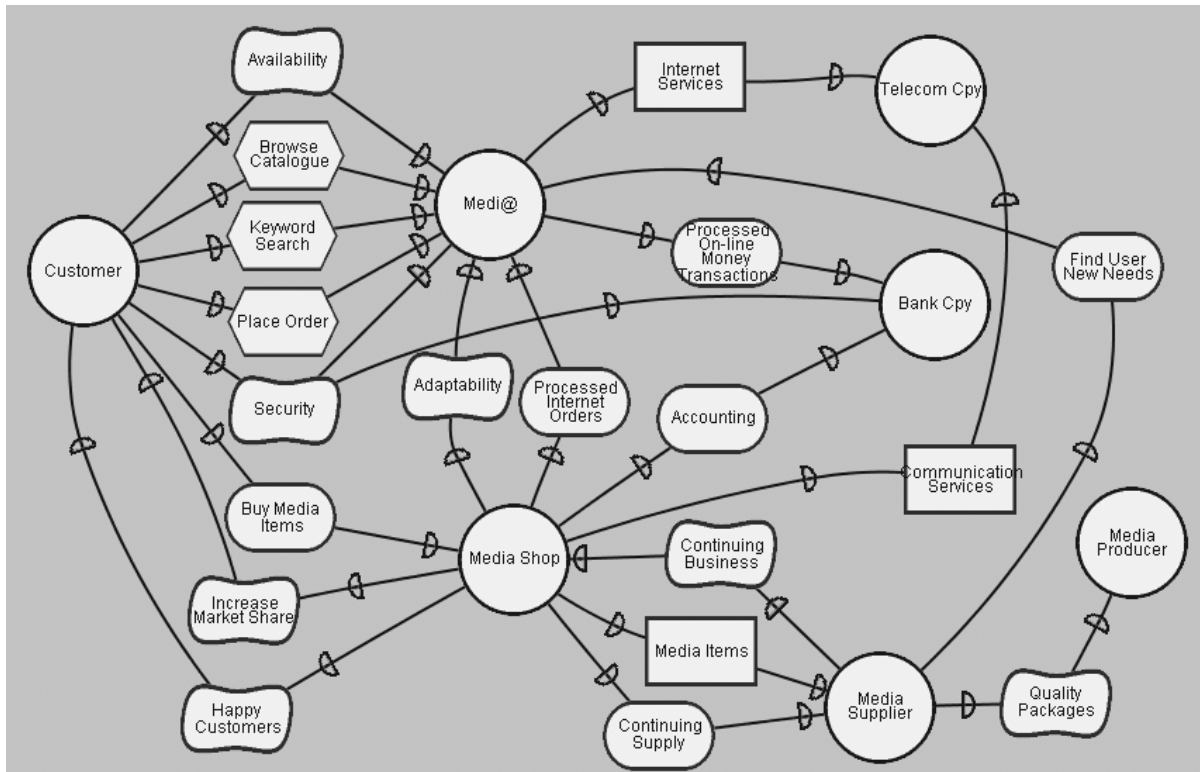 Availability
Internet
Services
Telecom Cpy
Browse
Catalogue
Medi@
Keyword
Search
Processed
On-line
Money
Transactions
Find User
New Needs
Customer
Place Order
Bank Cpy
Security
Adaptability
Processed
Internet
Orders
Accounting
Communication
Services
Buy Media
Items
Media Shop
Continuing
Business
Media
Producer
Increase
Market Share
Media Items
Happy
Customers
Continuing
Supply
Media
Supplier
Quality
Packages